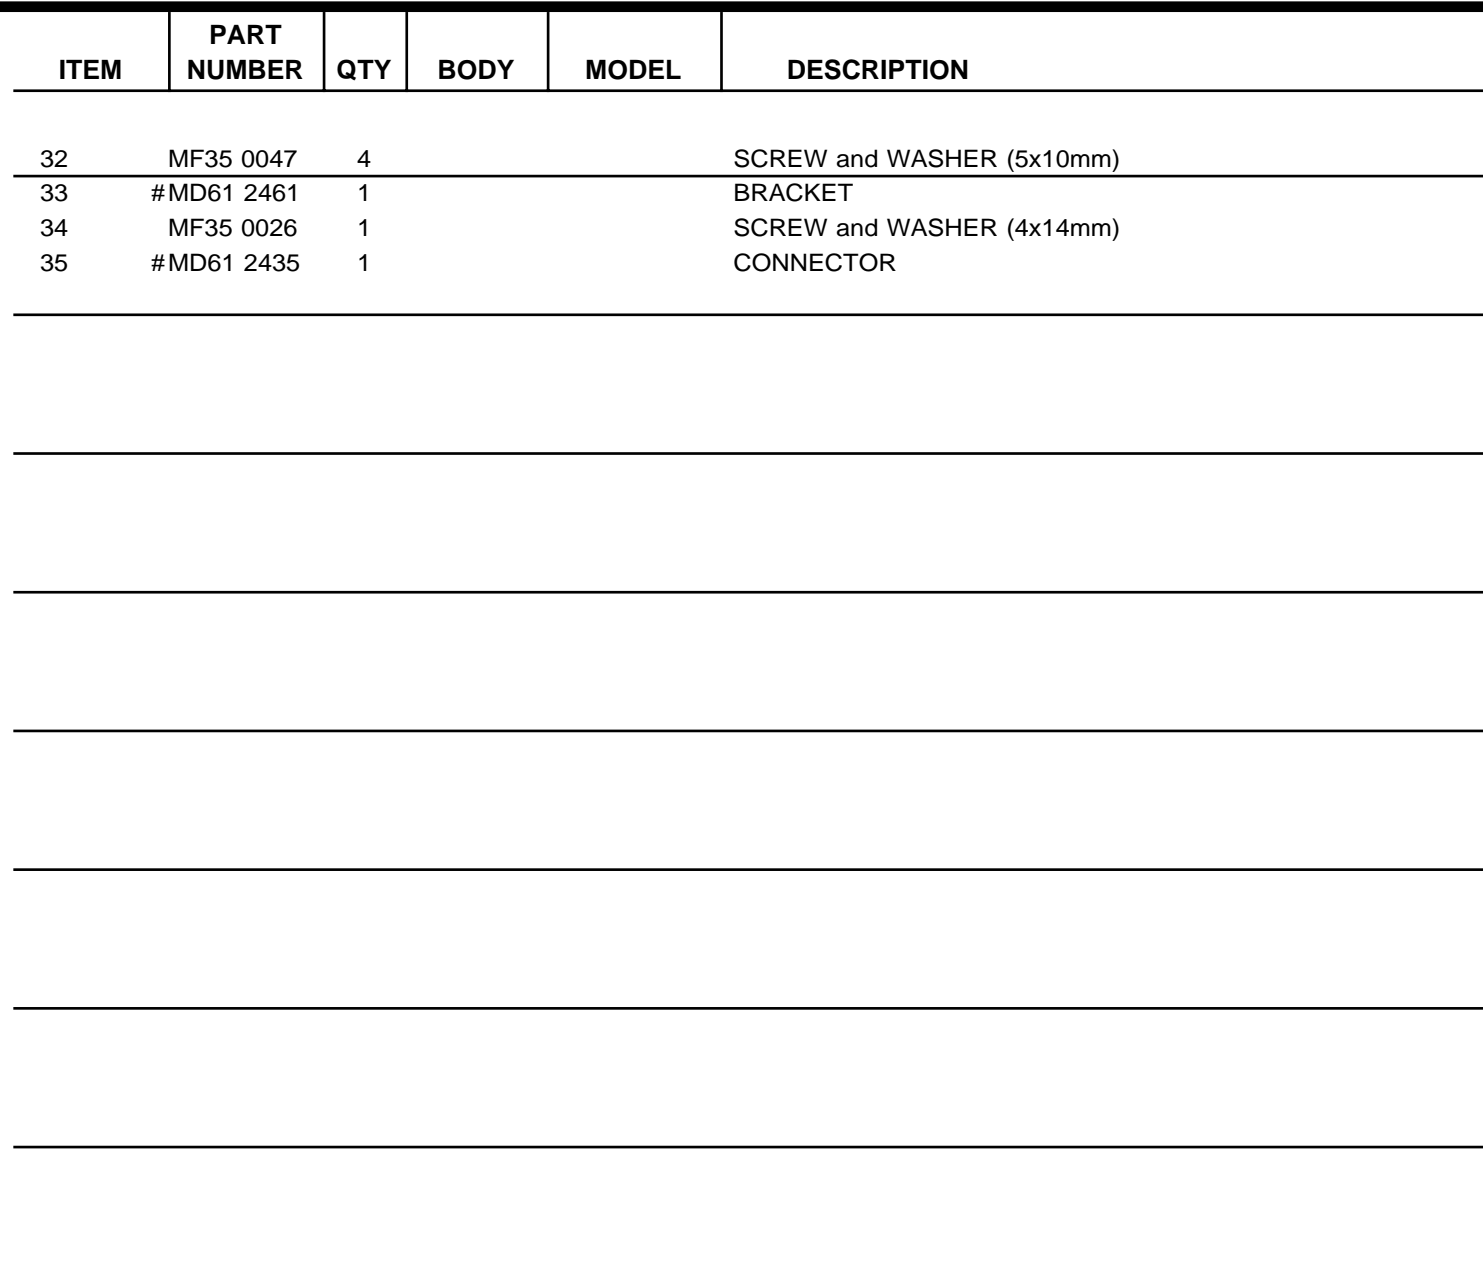 PART
ITEM NUMBER QTY BODY MODEL DESCRIPTION
32 MF35 0047 4 SCREW and WASHER (5x10mm)
33 #MD61 2461 1 BRACKET
34 MF35 0026 1 SCREW and WASHER (4x14mm)
35 #MD61 2435 1 CONNECTOR